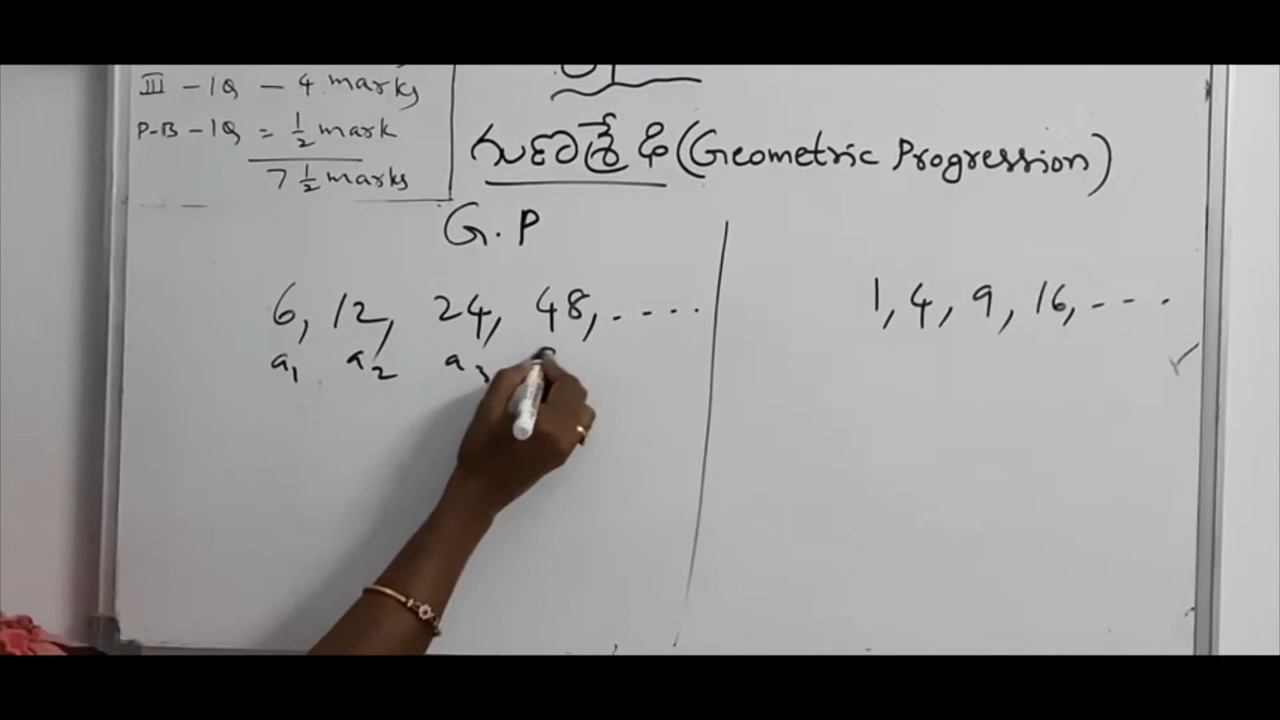 III - 1Q - 4 marks
P-B - 1Q = 1/2 mark
7 1/2 marks
గుణశ్రేఢి (Geometric Progression)
G.P
6, 12, 24, 48, ....
a1 a2 a3
1, 4, 9, 16, ----